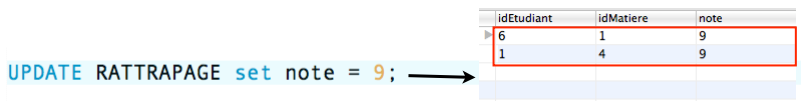 idEtudiant idMatiere note
6 1 9
1 4 9
UPDATE RATTRAPAGE set note = 9;